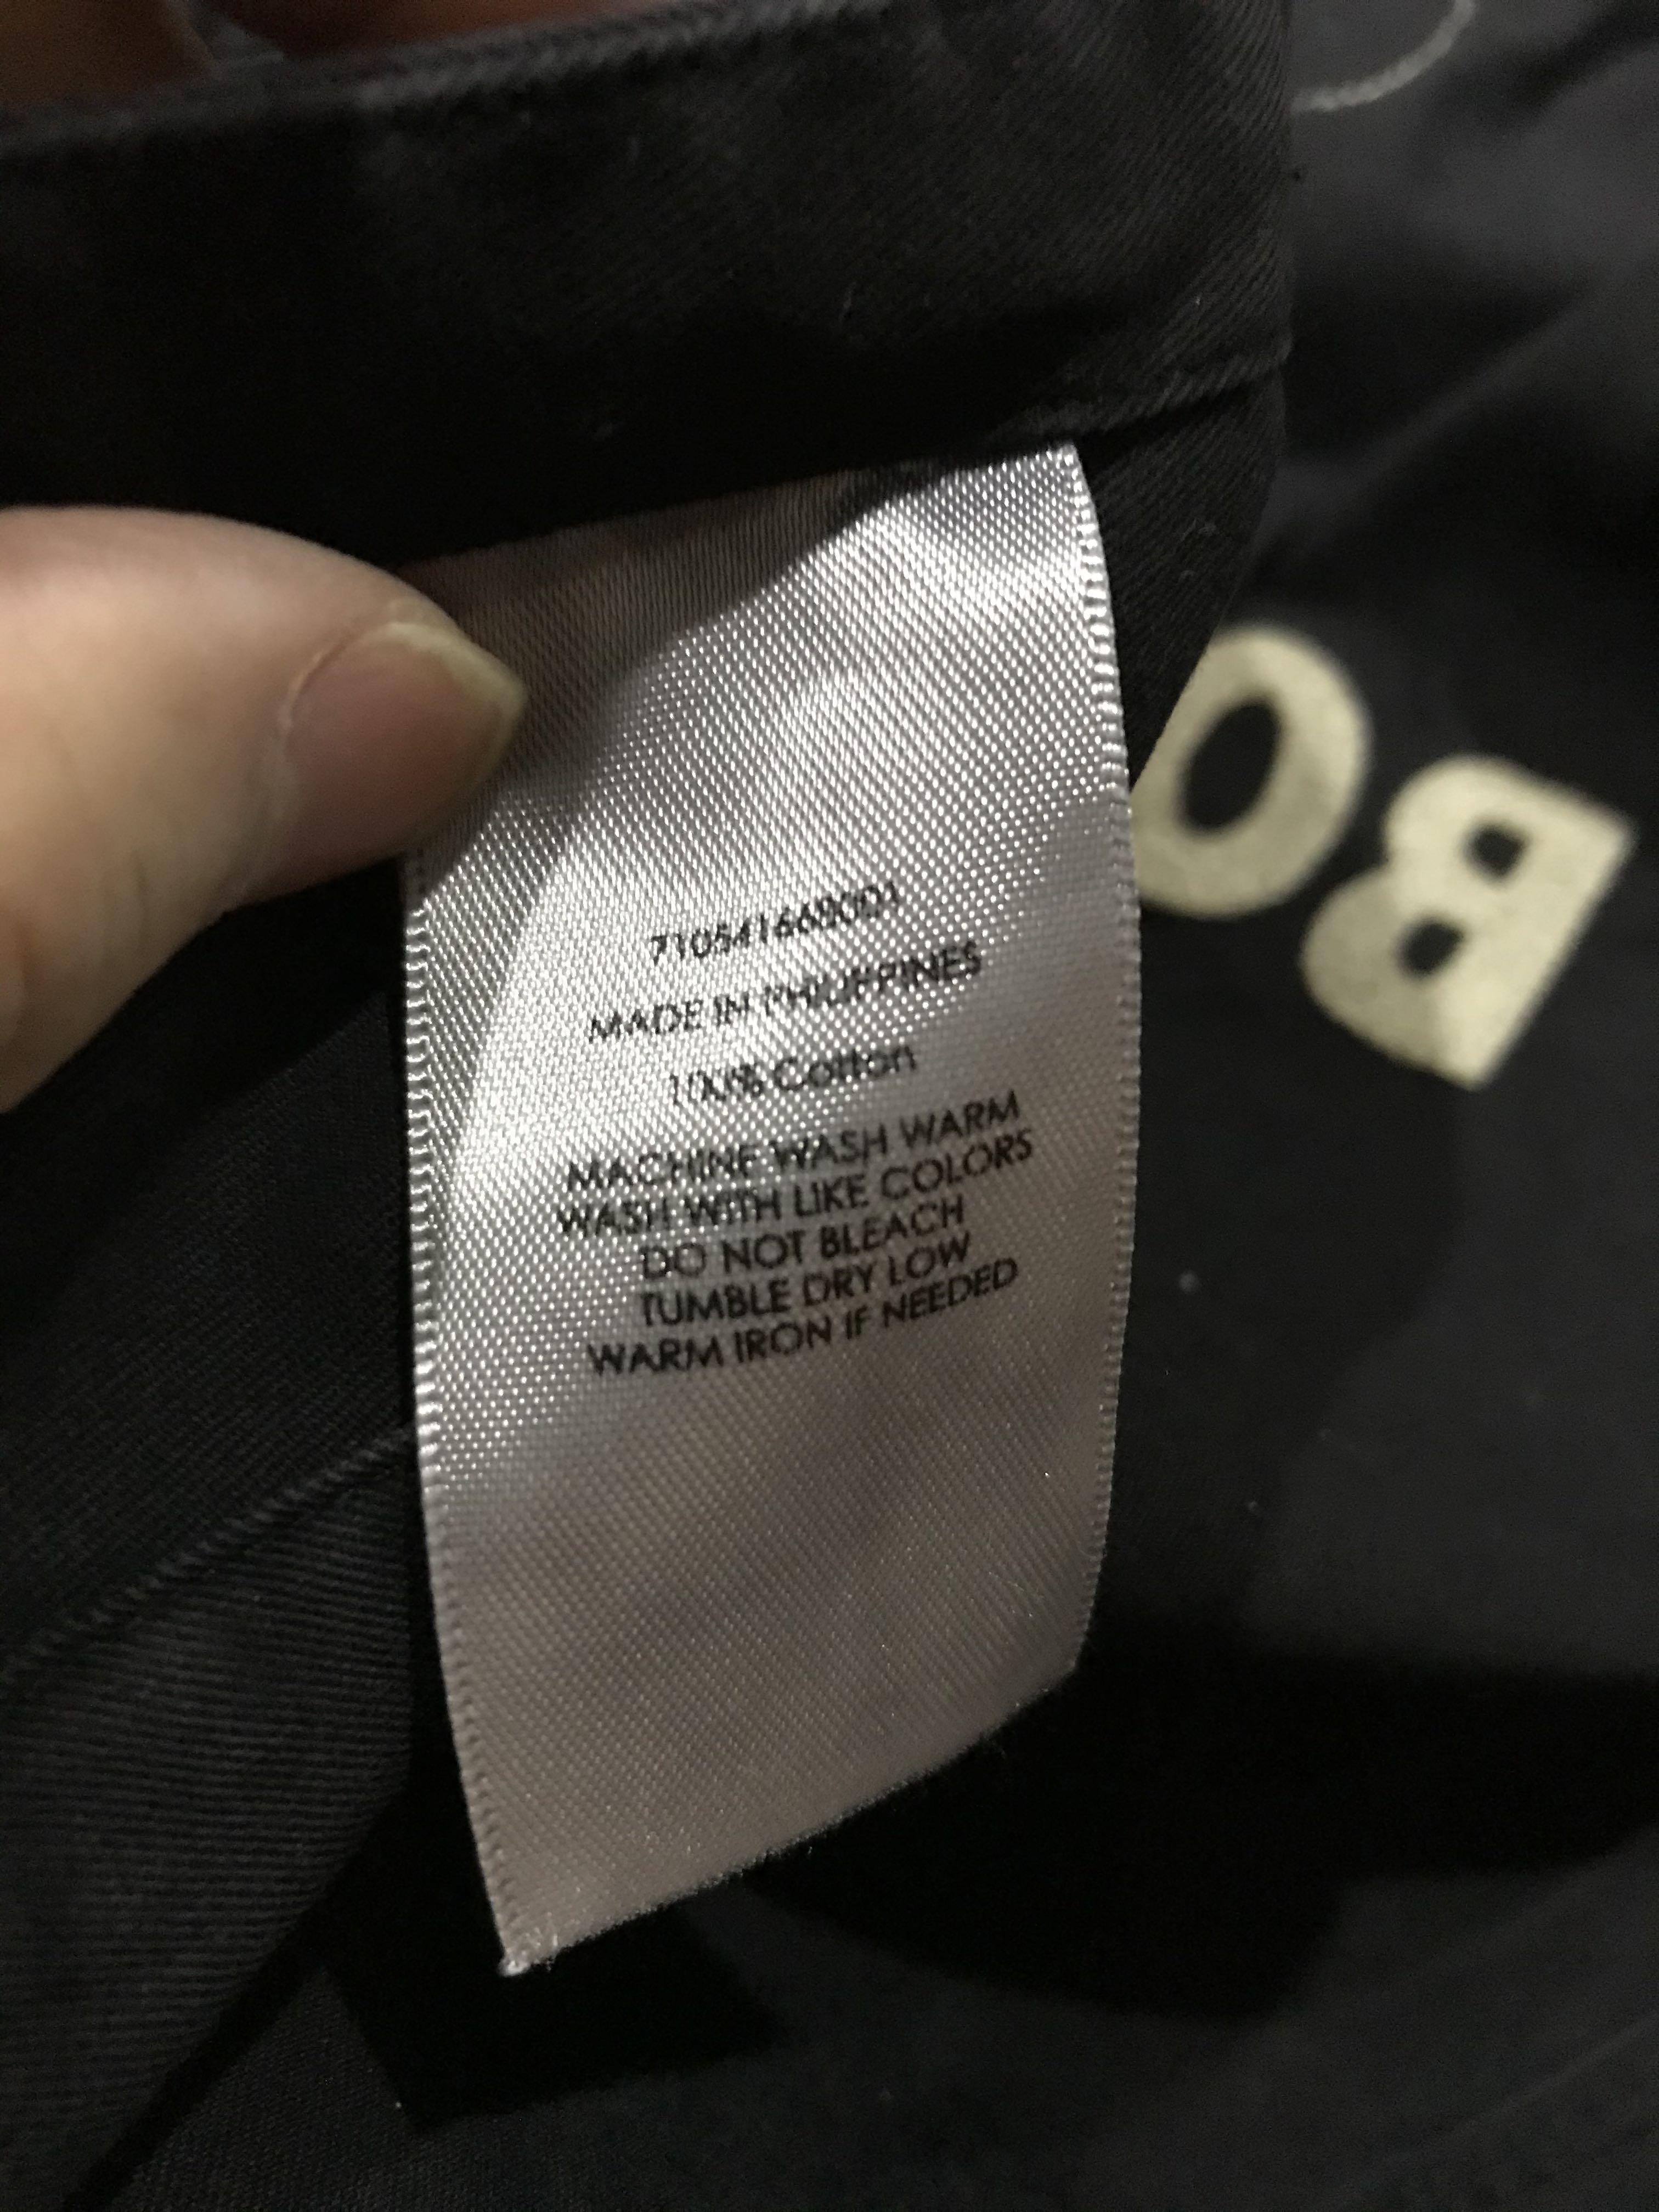 710541668001
MADE IN PHILIPPINES
100% Cotton
MACHINE WASH WARM
WASH WITH LIKE COLORS
DO NOT BLEACH
TUMBLE DRY LOW
WARM IRON IF NEEDED
BO